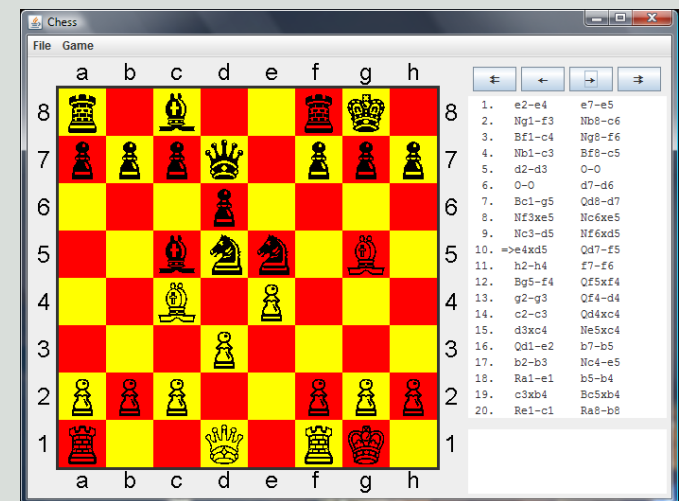 Chess
File Game
a b c d e f g h
8 8
7 7
6 6
5 5
4 4
3 3
2 2
1 1
a b c d e f g h
1. e2-e4 e7-e5
2. Ng1-f3 Nb8-c6
3. Bf1-c4 Ng8-f6
4. Nb1-c3 Bf8-c5
5. d2-d3 O-O
6. O-O d7-d6
7. Bc1-g5 Qd8-d7
8. Nf3xe5 Nc6xe5
9. Nc3-d5 Nf6xd5
10. =>e4xd5 Qd7-f5
11. h2-h4 f7-f6
12. Bg5-f4 Qf5xf4
13. g2-g3 Qf4-d4
14. c2-c3 Qd4xc4
15. d3xc4 Ne5xc4
16. Qd1-e2 b7-b5
17. b2-b3 Nc4-e5
18. Ra1-e1 b5-b4
19. c3xb4 Bc5xb4
20. Re1-c1 Ra8-b8